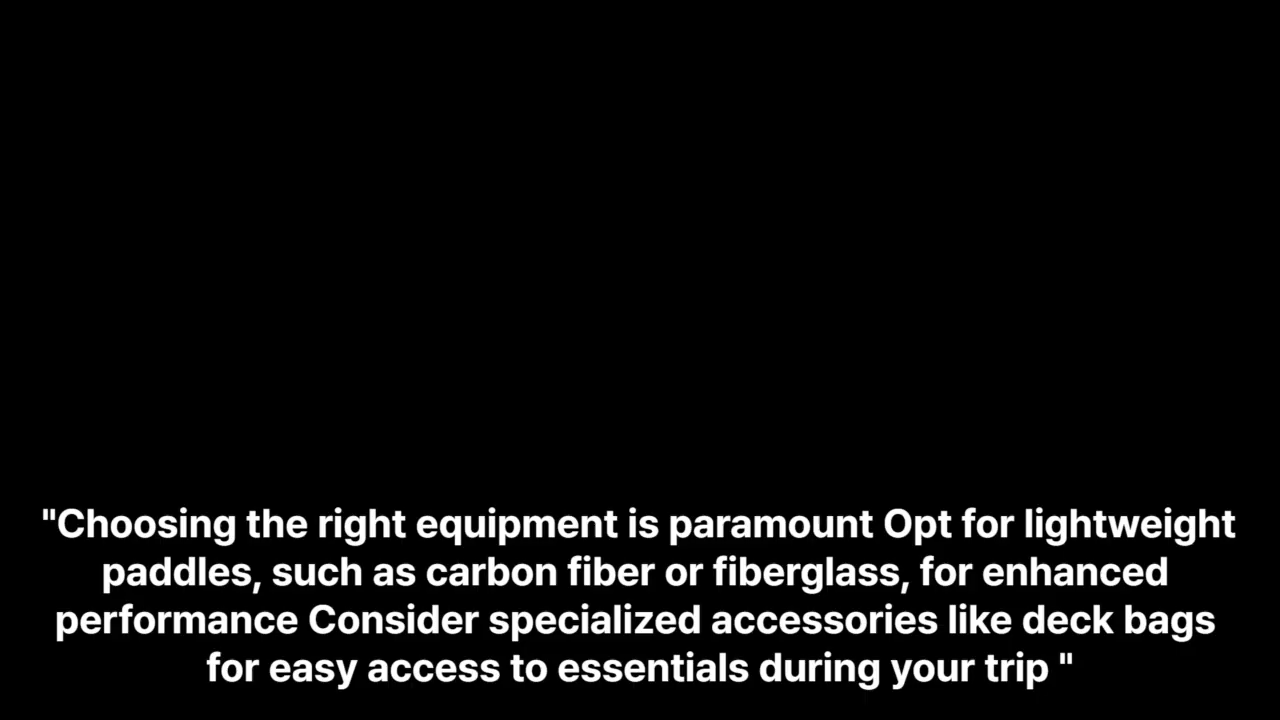 "Choosing the right equipment is paramount Opt for lightweight
paddles, such as carbon fiber or fiberglass, for enhanced
performance Consider specialized accessories like deck bags
for easy access to essentials during your trip "